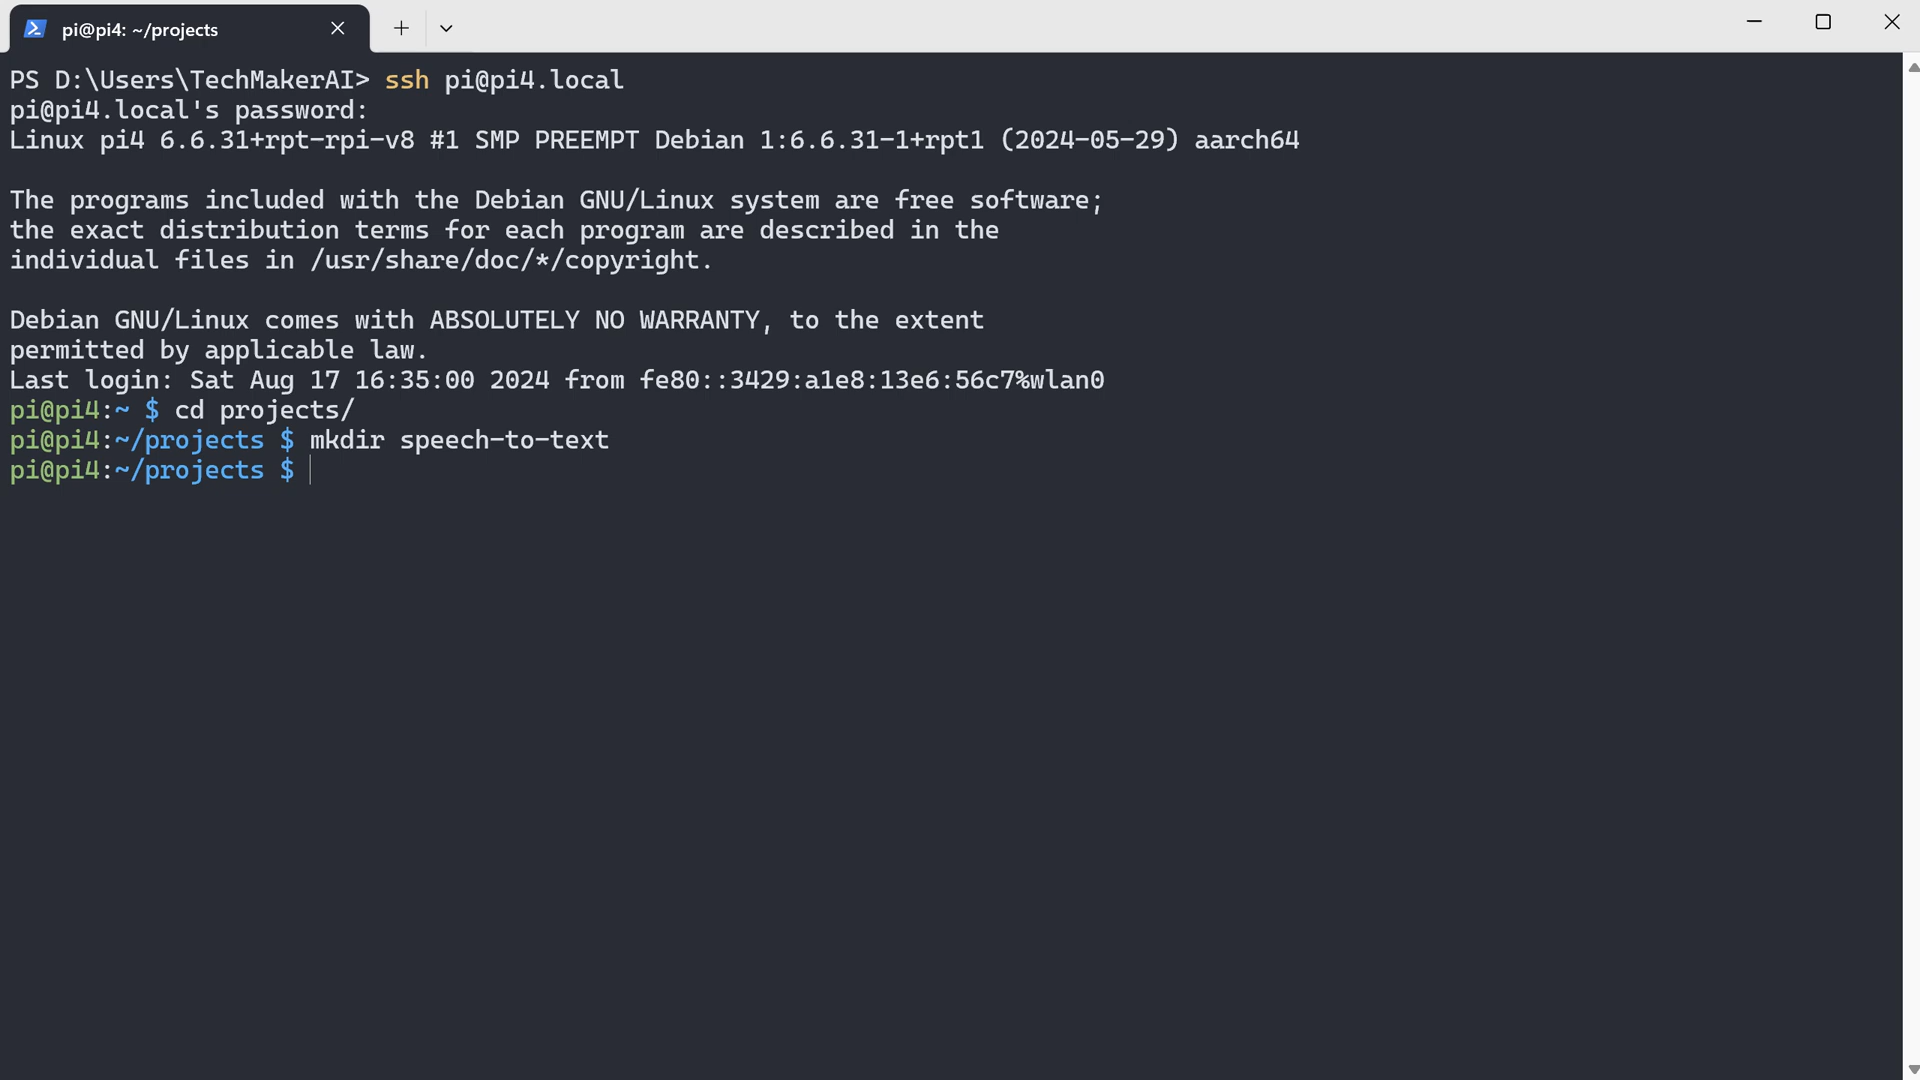 pi@pi4: ~/projects
PS D:\Users\TechMakerAI> ssh pi@pi4.local
pi@pi4.local's password:
Linux pi4 6.6.31+rpt-rpi-v8 #1 SMP PREEMPT Debian 1:6.6.31-1+rpt1 (2024-05-29) aarch64
The programs included with the Debian GNU/Linux system are free software;
the exact distribution terms for each program are described in the
individual files in /usr/share/doc/*/copyright.
Debian GNU/Linux comes with ABSOLUTELY NO WARRANTY, to the extent
permitted by applicable law.
Last login: Sat Aug 17 16:35:00 2024 from fe80::3429:a1e8:13e6:56c7%wlan0
pi@pi4:~ $ cd projects/
pi@pi4:~/projects $ mkdir speech-to-text
pi@pi4:~/projects $